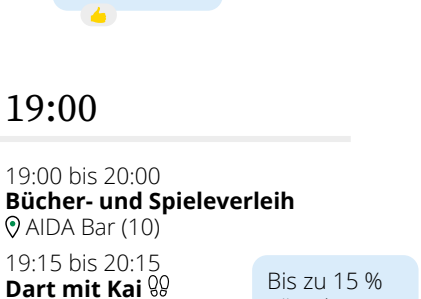 19:00
19:00 bis 20:00
Bücher- und Spieleverleih
AIDA Bar (10)
19:15 bis 20:15
Dart mit Kai
Bis zu 15 %